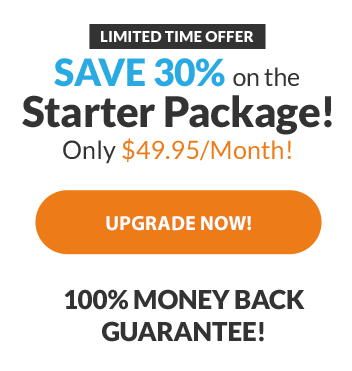 LIMITED TIME OFFER
SAVE 30% on the
Starter Package!
Only $49.95/Month!
UPGRADE NOW!
100% MONEY BACK
GUARANTEE!